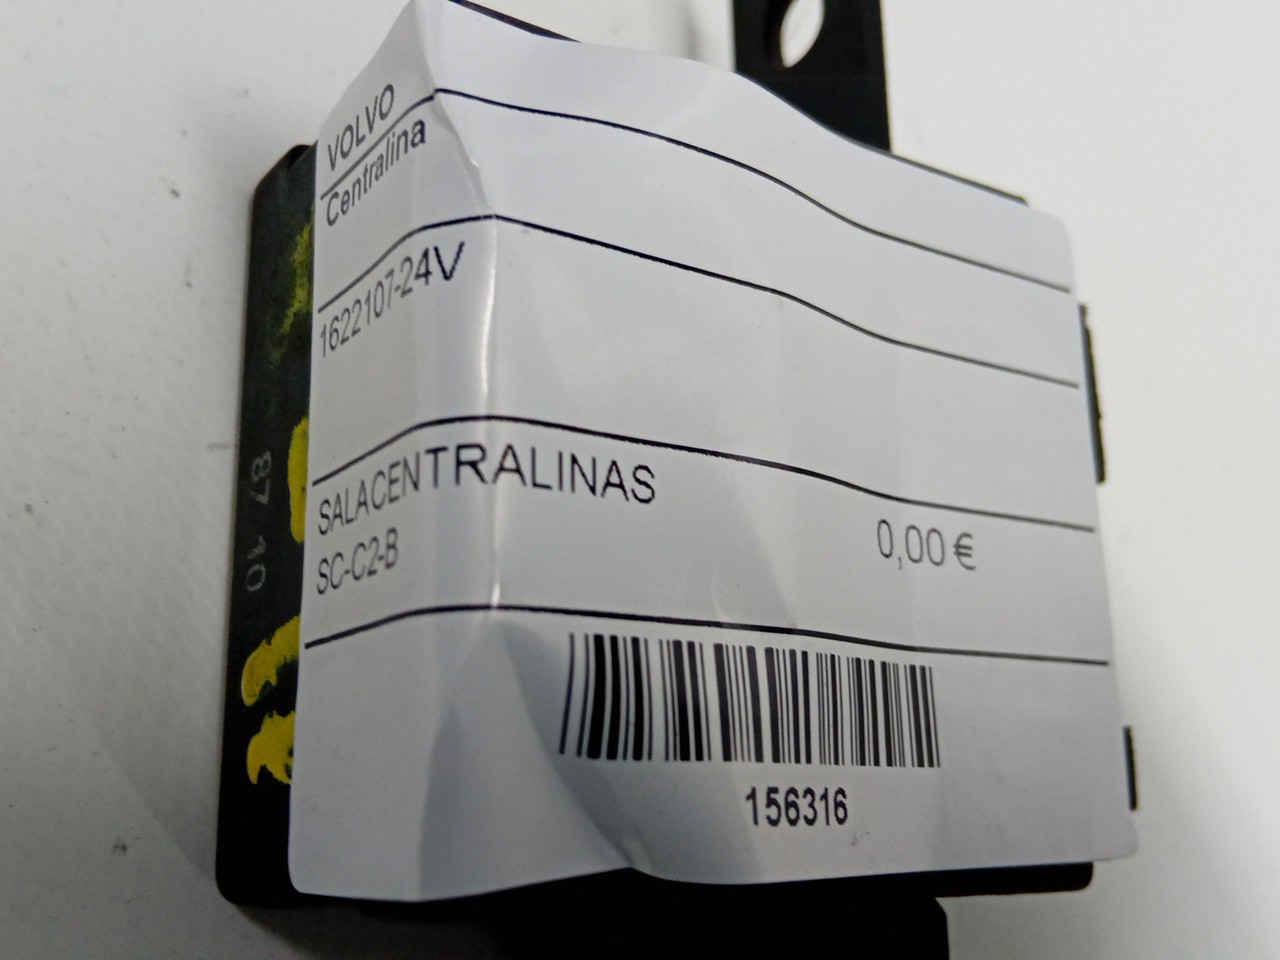 VOLVO
Centralina
1622107-24V
SALACENTRALINAS
SC-C2-B
0,00 €
156316
87 10